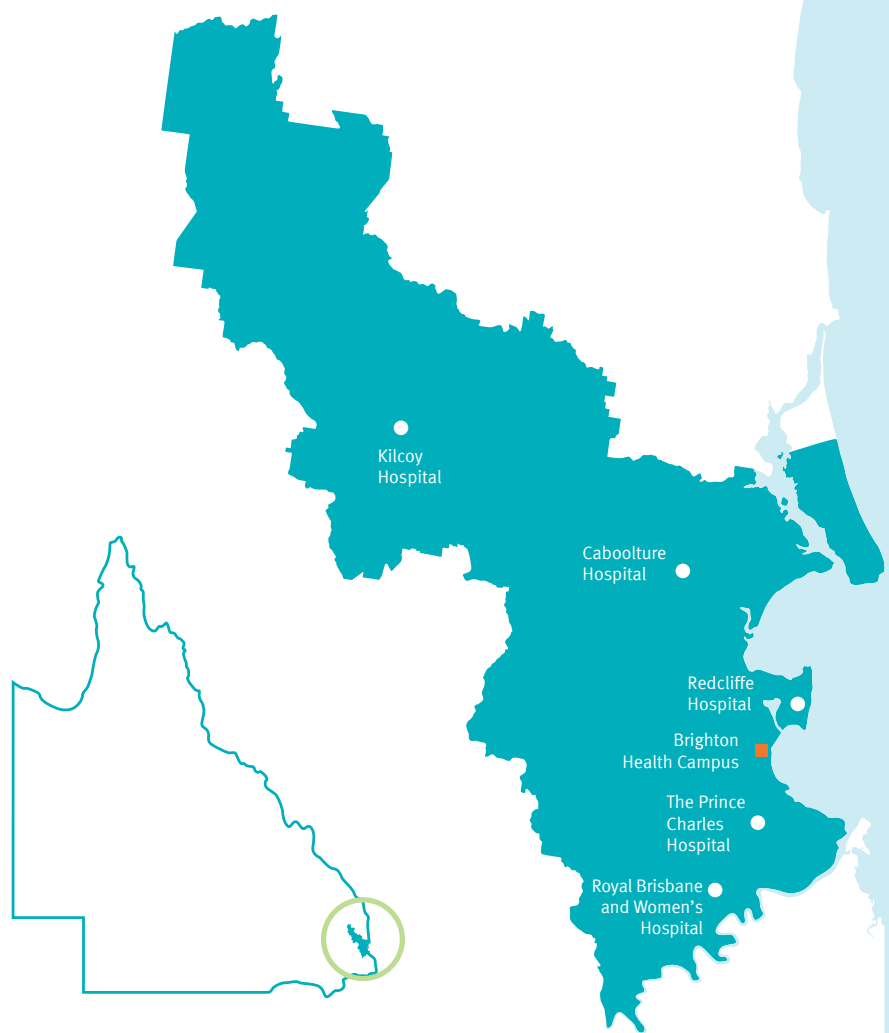 Kilcoy
Hospital
Caboolture
Hospital
Redcliffe
Hospital
Brighton
Health Campus
The Prince
Charles
Hospital
Royal Brisbane
and Women’s
Hospital